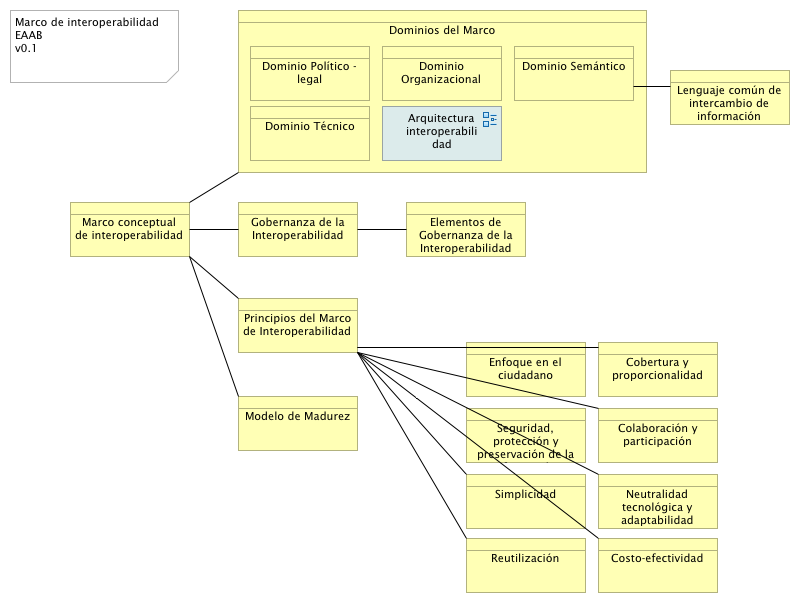 Marco de interoperabilidad
EAAB
v0.1
Dominios del Marco
Dominio Político -
legal
Dominio
Organizacional
Dominio Semántico
Dominio Técnico
Arquitectura
interoperabili
dad
Lenguaje común de
intercambio de
información
Marco conceptual
de interoperabilidad
Gobernanza de la
Interoperabilidad
Elementos de
Gobernanza de la
Interoperabilidad
Principios del Marco
de Interoperabilidad
Modelo de Madurez
Enfoque en el
ciudadano
Cobertura y
proporcionalidad
Seguridad,
protección y
preservación de la
Colaboración y
participación
Simplicidad
Neutralidad
tecnológica y
adaptabilidad
Reutilización
Costo-efectividad